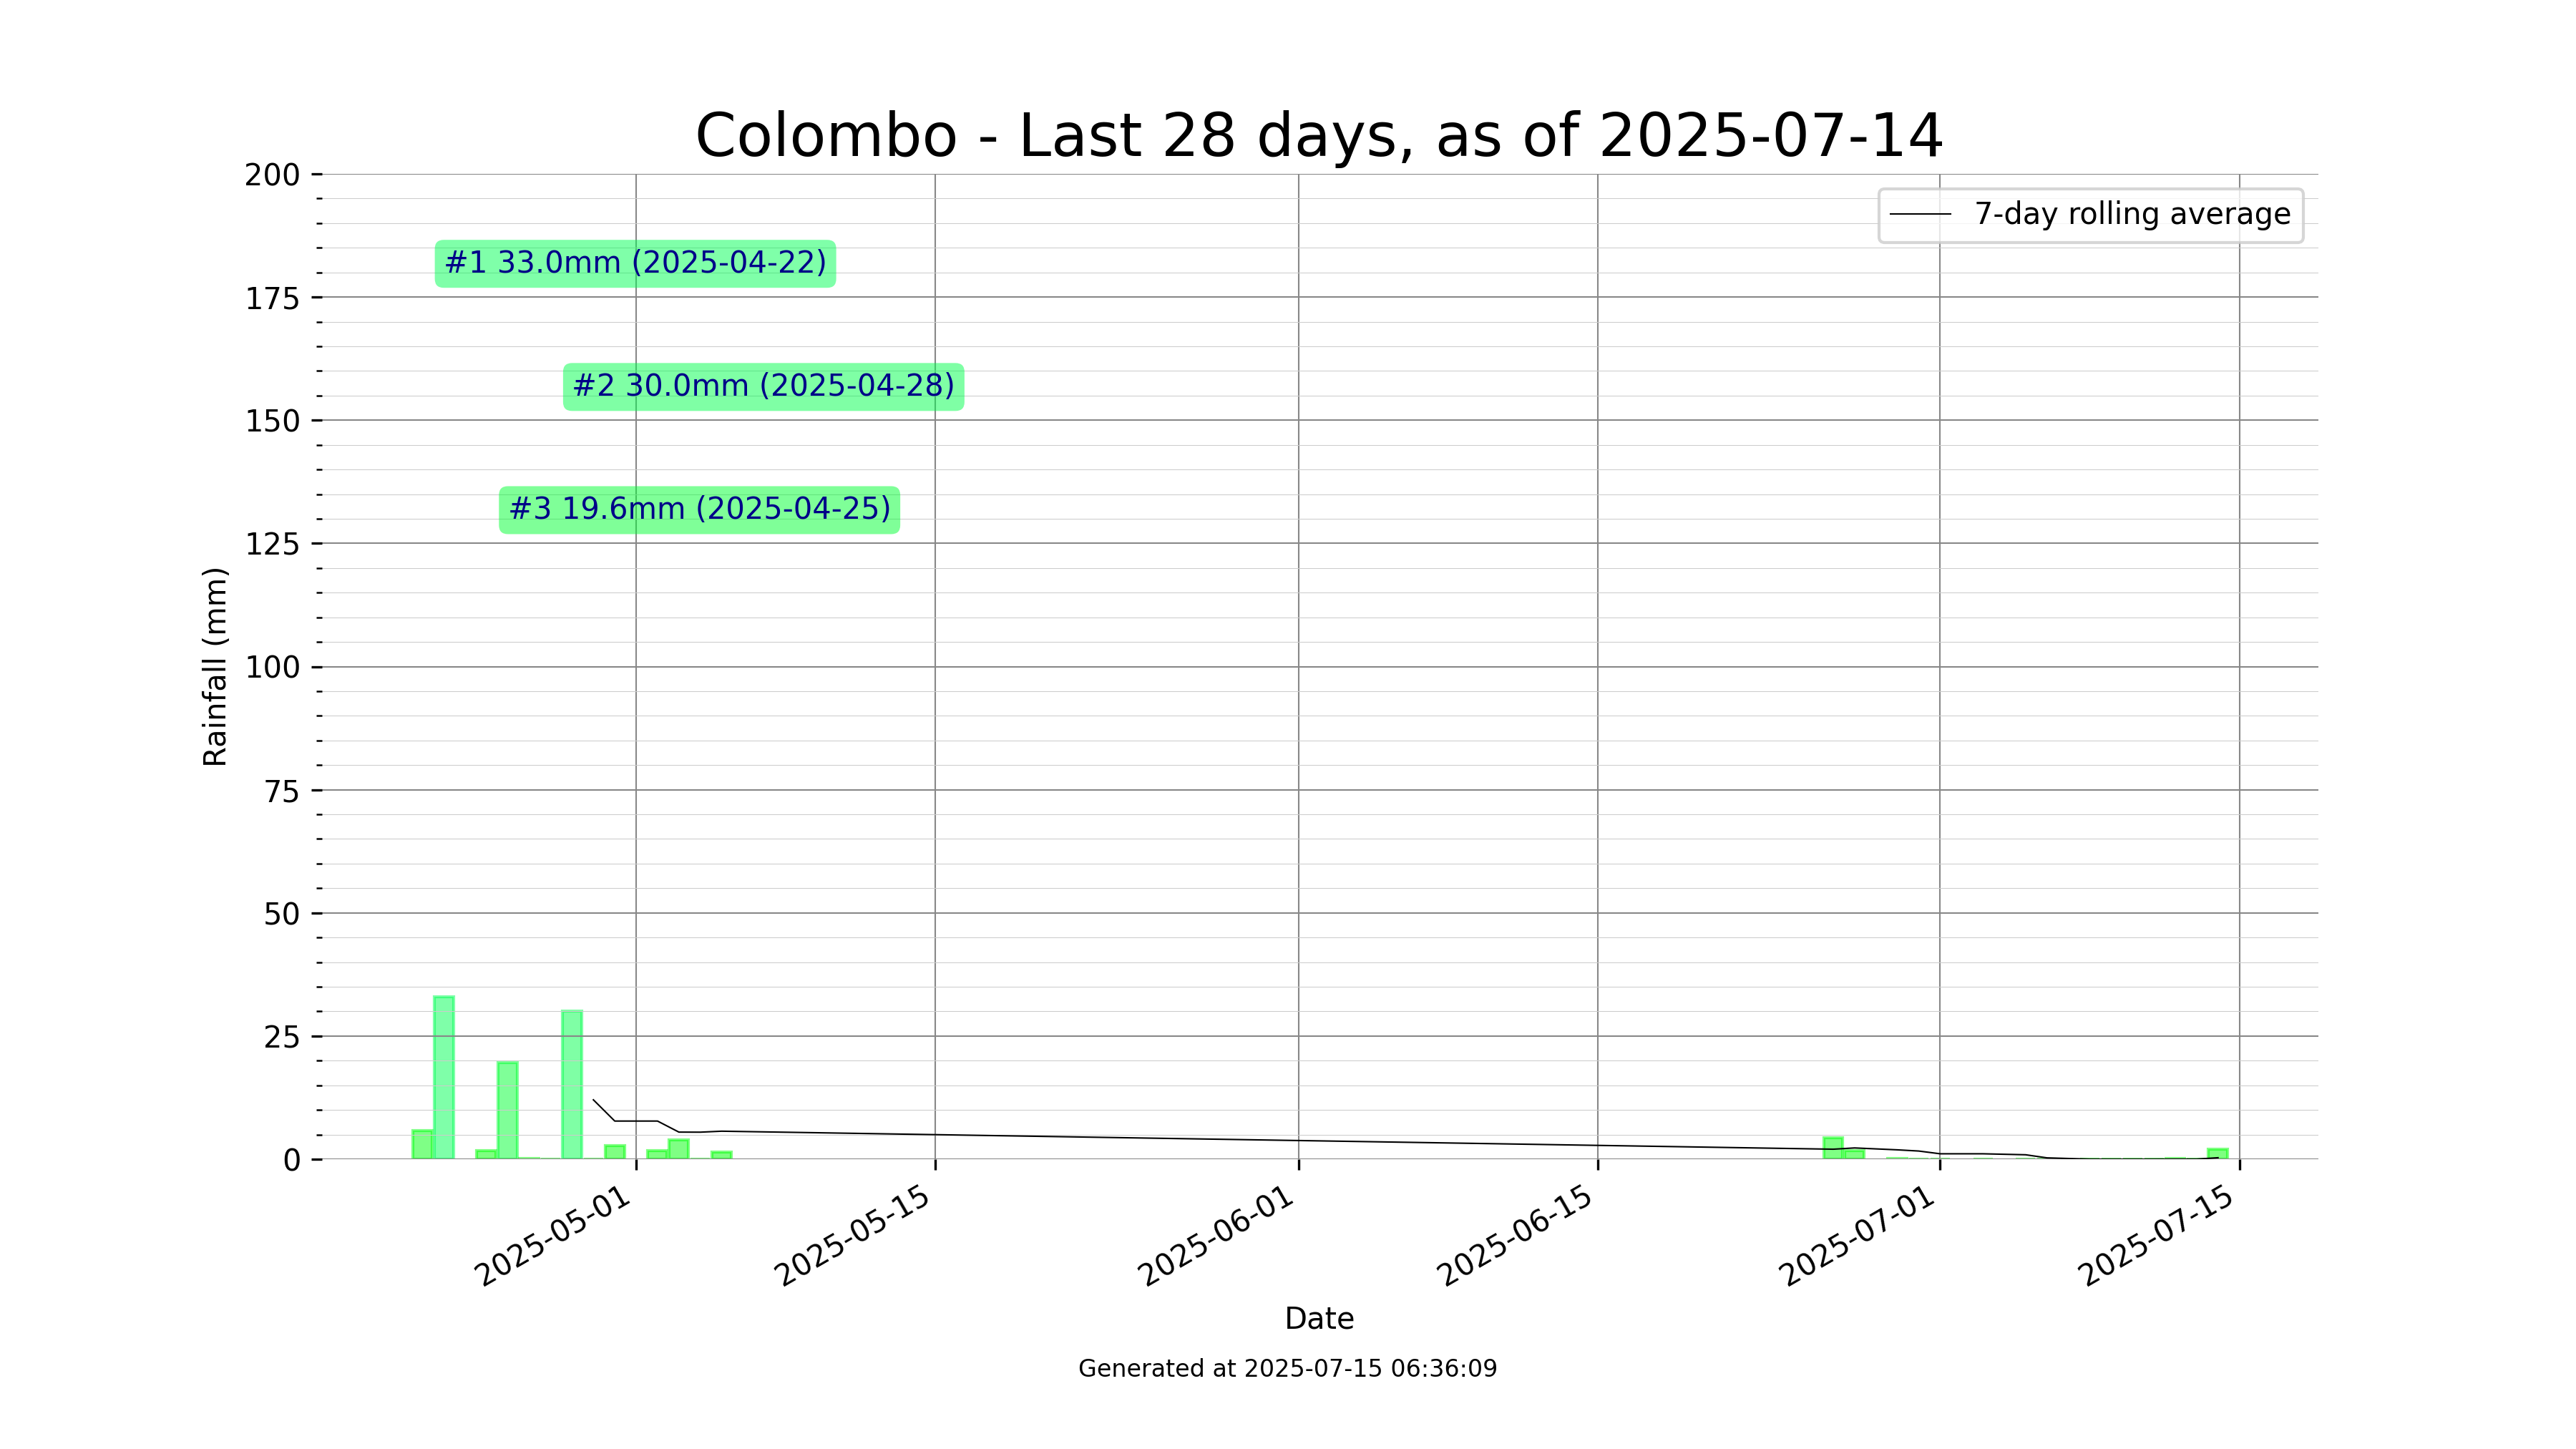 Colombo - Last 28 days, as of 2025-07-14
200
175
150
125
100
75
50
25
0
Rainfall (mm)
7-day rolling average
#1 33.0mm (2025-04-22)
#2 30.0mm (2025-04-28)
#3 19.6mm (2025-04-25)
2025-05-01
2025-05-15
2025-06-01
2025-06-15
2025-07-01
2025-07-15
Date
Generated at 2025-07-15 06:36:09